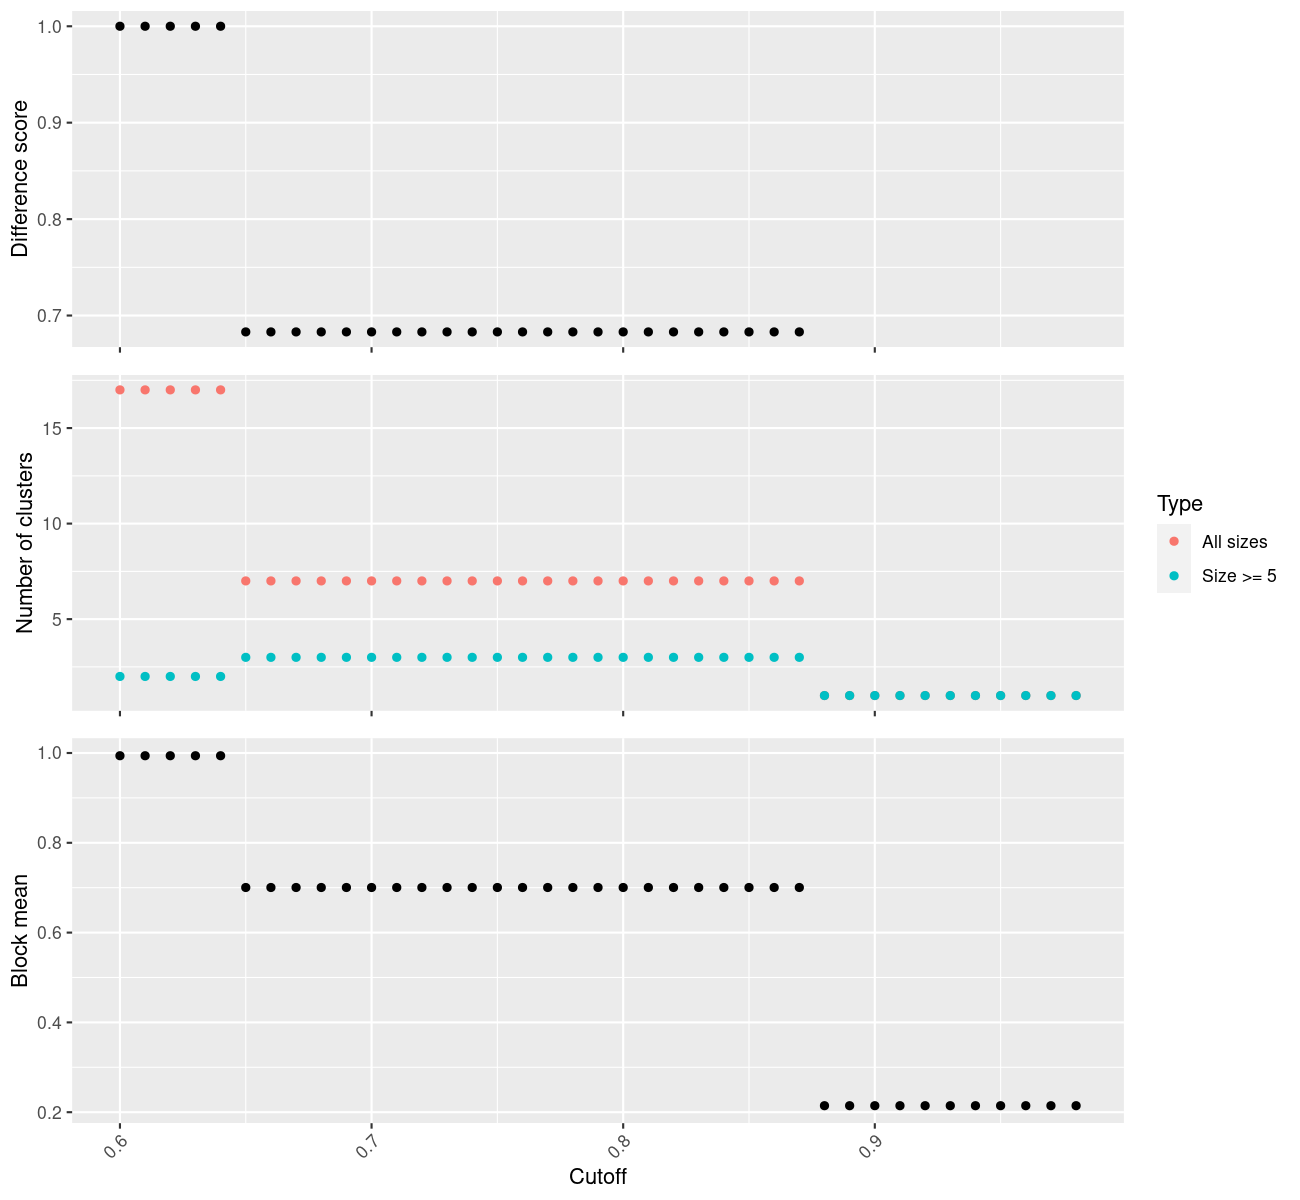 Difference score
1.0
0.9
0.8
0.7
Number of clusters
15
10
5
Type
All sizes
Size >= 5
Block mean
1.0
0.8
0.6
0.4
0.2
0.6
0.7
0.8
0.9
Cutoff